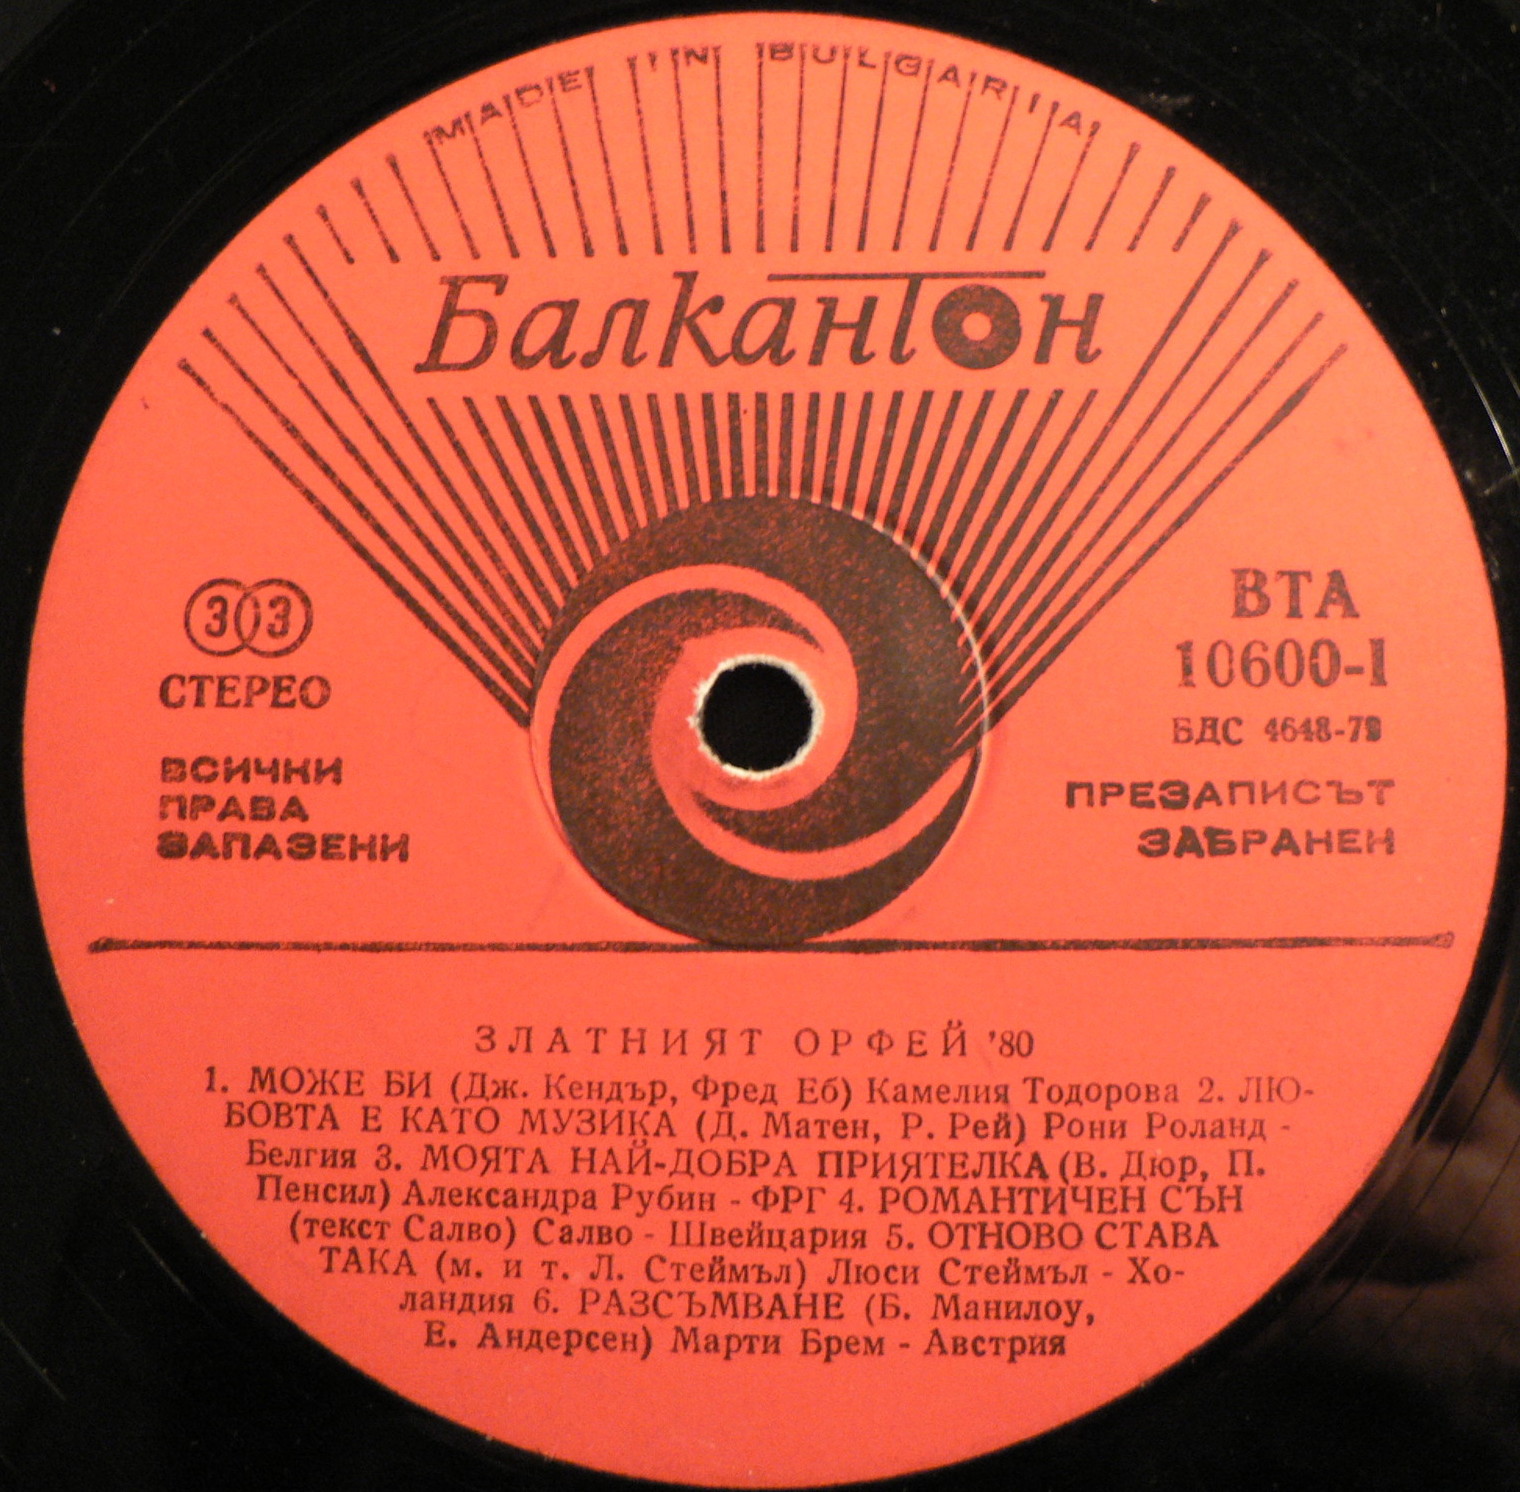 MADE IN BULGARIA
Балкантон
33
СТЕРЕО
ВСИЧКИ
ПРАВА
ЗАПАЗЕНИ
ВТА
10600-I
БДС 4648-73
ПРЕЗАПИСЪТ
ЗАБРАНЕН
ЗЛАТНИЯТ ОРФЕЙ '80
1. МОЖЕ БИ (Дж. Кендър, Фред Еб) Камелия Тодорова 2. ЛЮ-
БОВТА Е КАТО МУЗИКА (Д. Матен, Р. Рей) Рони Роланд -
Белгия 3. МОЯТА НАЙ-ДОБРА ПРИЯТЕЛКА (В. Дюр, П.
Пенсил) Александра Рубин - ФРГ 4. РОМАНТИЧЕН СЪН
(текст Салво) Салво - Швейцария 5. ОТНОВО СТАВА
ТАКА (м. и т. Л. Стеймъл) Люси Стеймъл - Хо-
ландия 6. РАЗСЪМВАНЕ (Б. Манилоу,
Е. Андерсен) Марти Брем - Австрия